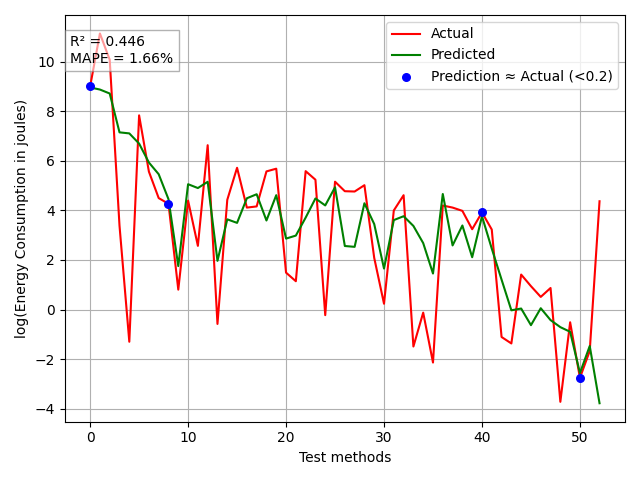 R² = 0.446
MAPE = 1.66%
Actual
Predicted
Prediction ≈ Actual (<0.2)
log(Energy Consumption in joules)
10
8
6
4
2
0
−2
−4
0
10
20
30
40
50
Test methods